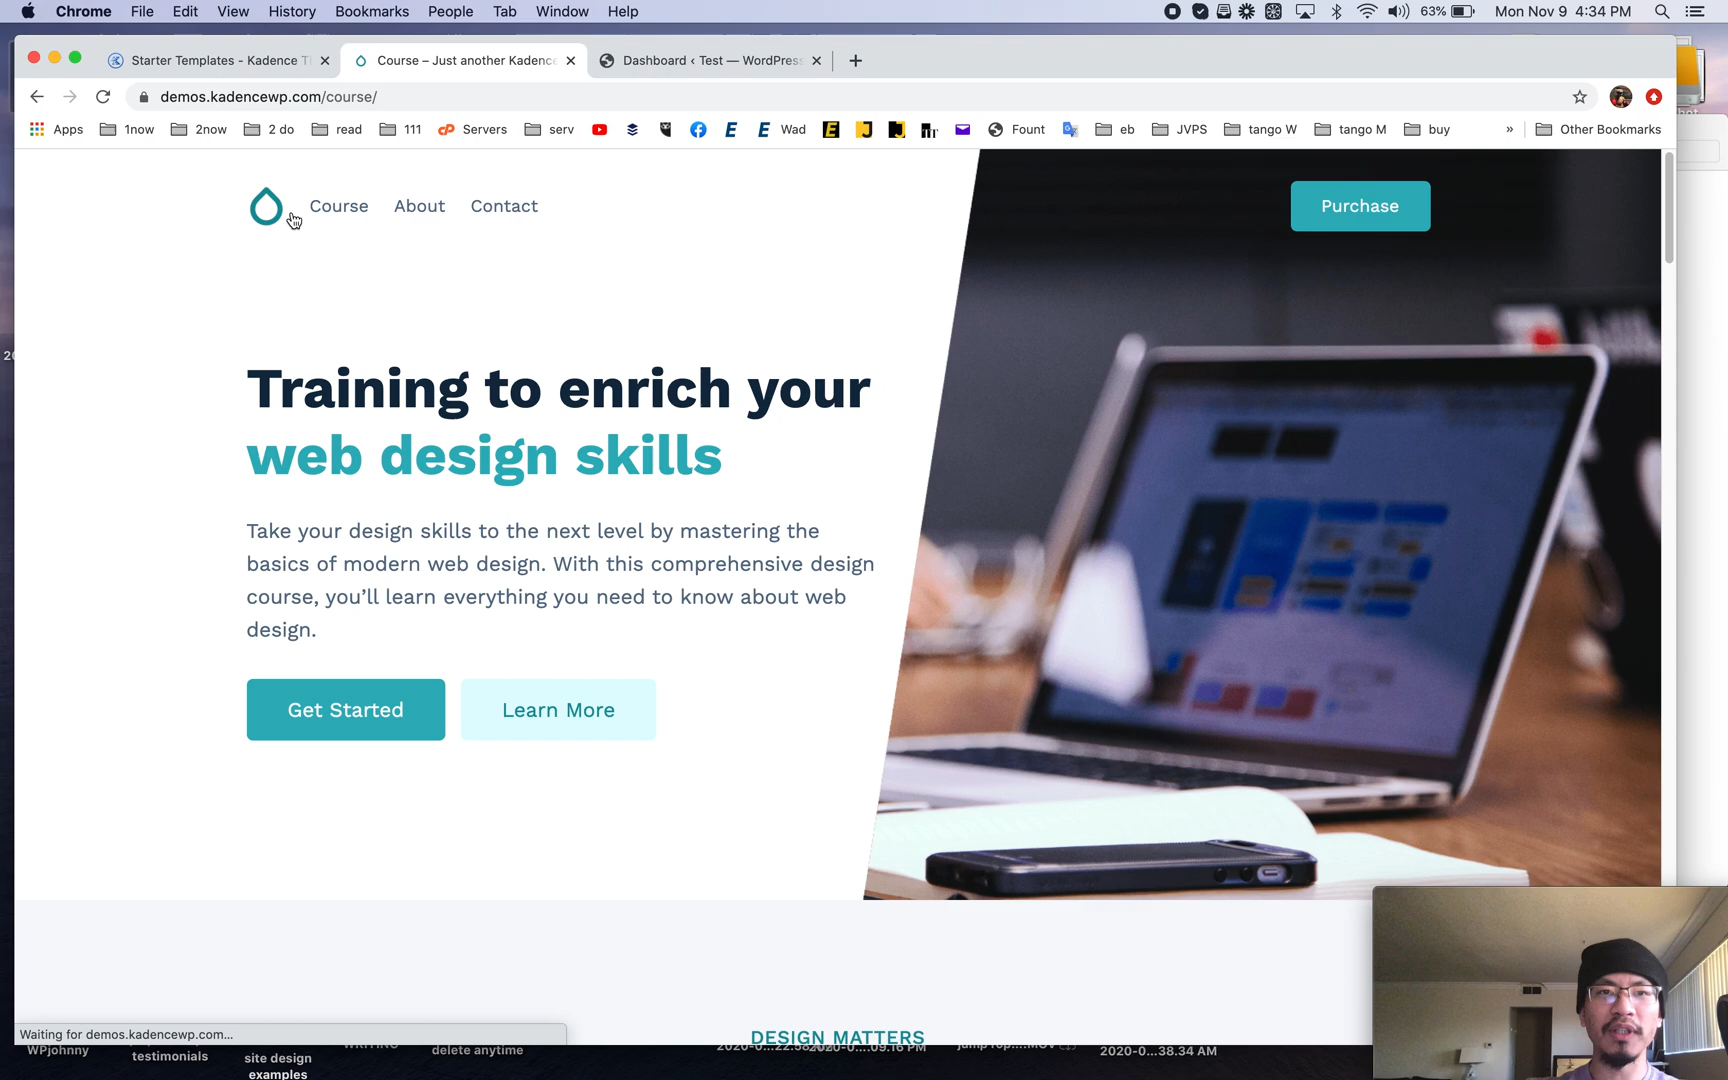 Chrome File Edit View History Bookmarks People Tab Window Help 63% Mon Nov 9 4:34 PM
Starter Templates - Kadence Course – Just another Kadence Dashboard ‹ Test — WordPress
demos.kadencewp.com/course/
Apps 1now 2now 2 do read 111 Servers serv Wad Fount eb JVPS tango W tango M buy » Other Bookmarks
Course About Contact Purchase
Training to enrich your
web design skills
Take your design skills to the next level by mastering the
basics of modern web design. With this comprehensive design
course, you’ll learn everything you need to know about web
design.
Get Started Learn More
DESIGN MATTERS
Waiting for demos.kadencewp.com...
WPjohnny testimonials site design delete anytime 2020-0...38.34 AM
examples